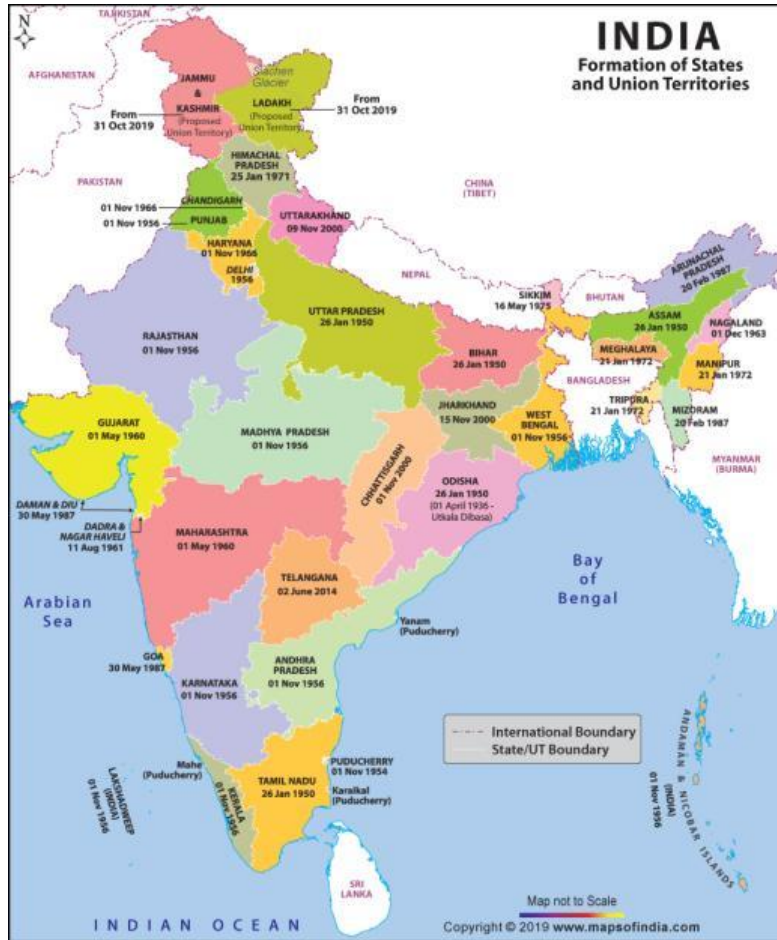 INDIA
Formation of States
and Union Territories
N
TAJIKISTAN
AFGHANISTAN
PAKISTAN
CHINA
(TIBET)
NEPAL
BHUTAN
BANGLADESH
MYANMAR
(BURMA)
SRI
LANKA
Siachen
Glacier
JAMMU
&
KASHMIR
(Proposed
Union Territory)
From
31 Oct 2019
LADAKH
(Proposed
Union Territory)
From
31 Oct 2019
HIMACHAL
PRADESH
25 Jan 1971
CHANDIGARH
01 Nov 1966
PUNJAB
01 Nov 1956
UTTARAKHAND
09 Nov 2000
HARYANA
01 Nov 1966
DELHI
1956
RAJASTHAN
01 Nov 1956
UTTAR PRADESH
26 Jan 1950
BIHAR
26 Jan 1950
SIKKIM
16 May 1975
ARUNACHAL
PRADESH
20 Feb 1987
ASSAM
26 Jan 1950
NAGALAND
01 Dec 1963
MEGHALAYA
21 Jan 1972
MANIPUR
21 Jan 1972
TRIPURA
21 Jan 1972
MIZORAM
20 Feb 1987
GUJARAT
01 May 1960
MADHYA PRADESH
01 Nov 1956
JHARKHAND
15 Nov 2000
WEST
BENGAL
01 Nov 1956
CHHATTISGARH
01 Nov 2000
ODISHA
26 Jan 1950
(01 April 1936 -
Utkala Dibasa)
DAMAN & DIU
30 May 1987
DADRA &
NAGAR HAVELI
11 Aug 1961
MAHARASHTRA
01 May 1960
TELANGANA
02 June 2014
Arabian
Sea
Bay
of
Bengal
Yanam
(Puducherry)
GOA
30 May 1987
KARNATAKA
01 Nov 1956
ANDHRA
PRADESH
01 Nov 1956
International Boundary
State/UT Boundary
Mahe
(Puducherry)
PUDUCHERRY
01 Nov 1954
Karaikal
(Puducherry)
TAMIL NADU
26 Jan 1950
KERALA
01 Nov 1956
LAKSHADWEEP
(INDIA)
01 Nov 1956
ANDAMAN & NICOBAR ISLANDS
(INDIA)
01 Nov 1956
INDIAN OCEAN
Map not to Scale
Copyright © 2019 www.mapsofindia.com